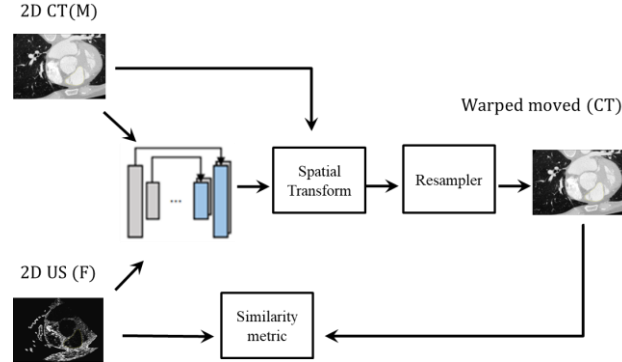 2D CT(M)
Warped moved (CT)
Spatial
Transform
Resampler
...
2D US (F)
Similarity
metric